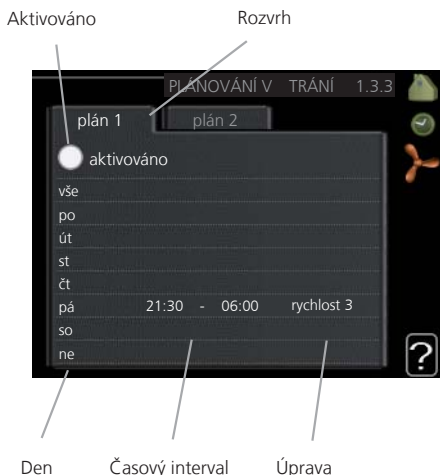 Aktivováno Rozvrh
PLÁNOVÁNÍ V TRÁNÍ 1.3.3
plán 1 plán 2
aktivováno
vše
po
út
st
čt
pá 21:30 - 06:00 rychlost 3
so
ne
?
Den Časový interval Úprava